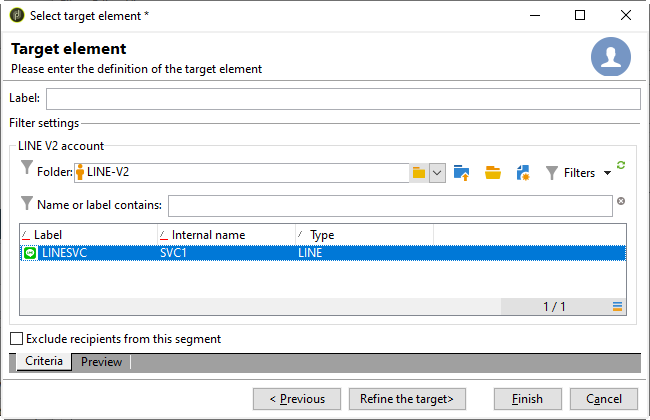 Select target element *
Target element
Please enter the definition of the target element
Label:
Filter settings
LINE V2 account
Folder: LINE-V2 Filters
Name or label contains:
Label Internal name Type
LINESVC SVC1 LINE
1 / 1
Exclude recipients from this segment
Criteria Preview
< Previous Refine the target> Finish Cancel